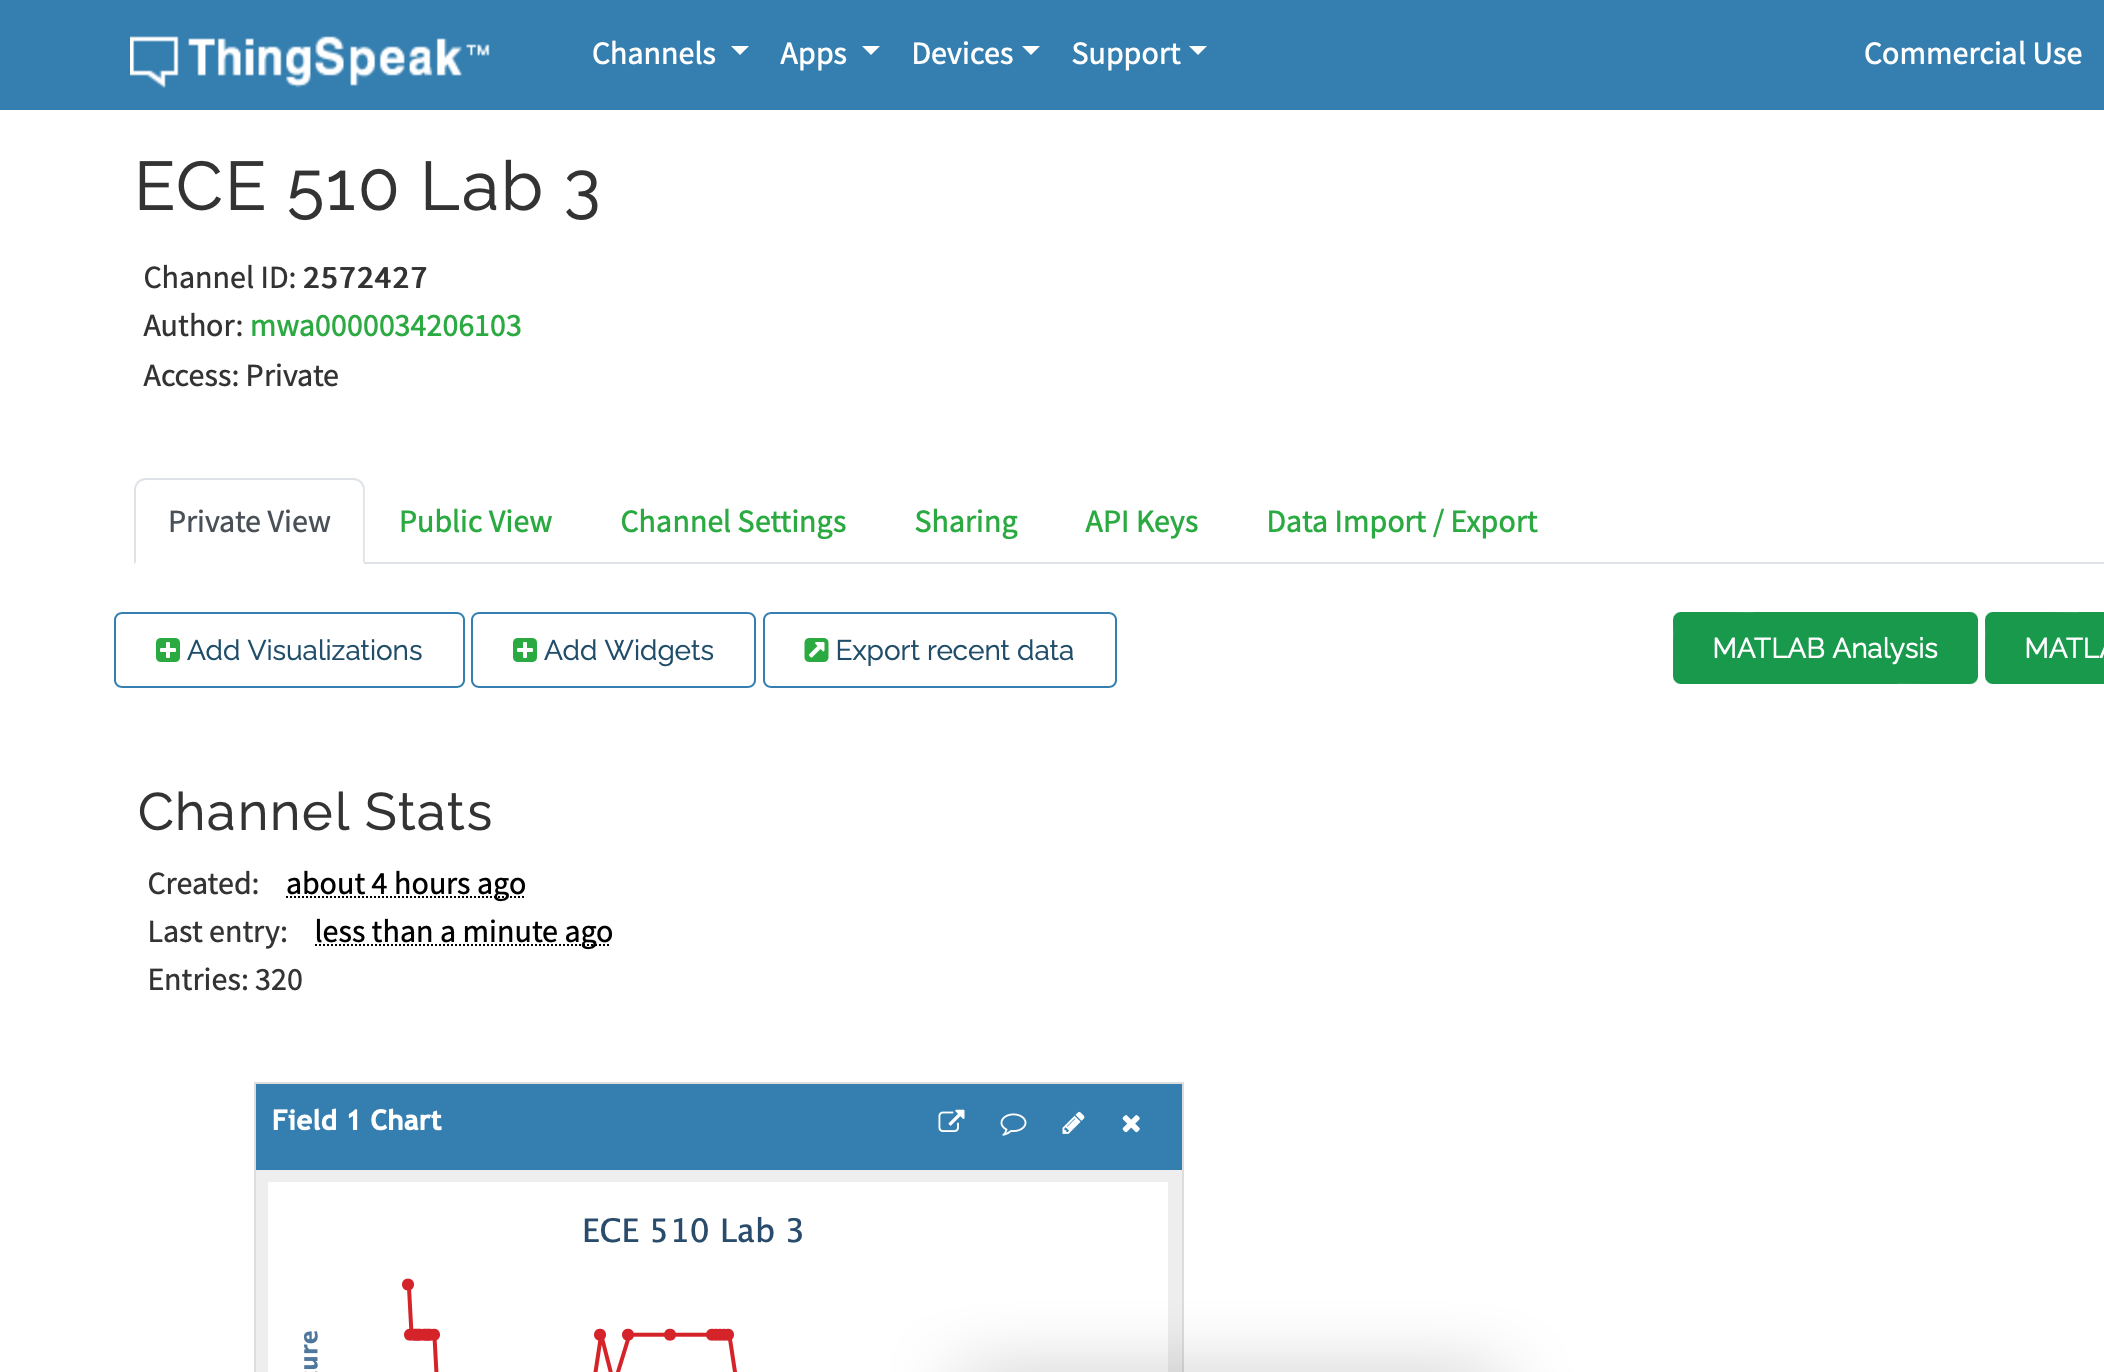 ThingSpeak™ Channels Apps Devices Support Commercial Use
ECE 510 Lab 3
Channel ID: 2572427
Author: mwa0000034206103
Access: Private
Private View Public View Channel Settings Sharing API Keys Data Import / Export
Add Visualizations Add Widgets Export recent data MATLAB Analysis
Channel Stats
Created: about 4 hours ago
Last entry: less than a minute ago
Entries: 320
Field 1 Chart
ECE 510 Lab 3